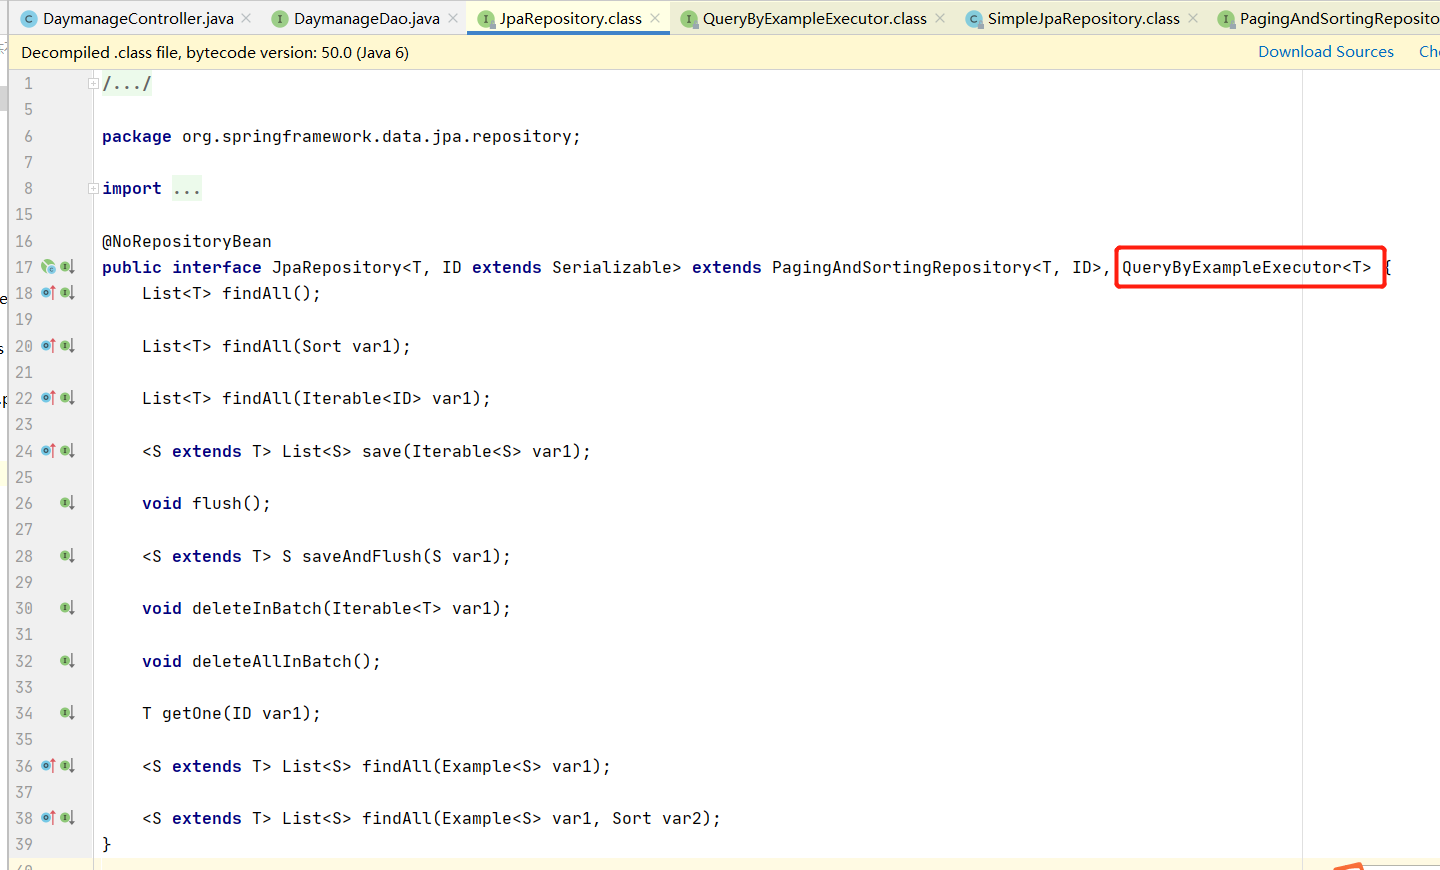 DaymanageController.java DaymanageDao.java JpaRepository.class QueryByExampleExecutor.class SimpleJpaRepository.class PagingAndSortingReposito
Decompiled .class file, bytecode version: 50.0 (Java 6) Download Sources Ch
1 /.../
5
6 package org.springframework.data.jpa.repository;
7
8 import ...
15
16 @NoRepositoryBean
17 public interface JpaRepository<T, ID extends Serializable> extends PagingAndSortingRepository<T, ID>, QueryByExampleExecutor<T> {
18 List<T> findAll();
19
20 List<T> findAll(Sort var1);
21
22 List<T> findAll(Iterable<ID> var1);
23
24 <S extends T> List<S> save(Iterable<S> var1);
25
26 void flush();
27
28 <S extends T> S saveAndFlush(S var1);
29
30 void deleteInBatch(Iterable<T> var1);
31
32 void deleteAllInBatch();
33
34 T getOne(ID var1);
35
36 <S extends T> List<S> findAll(Example<S> var1);
37
38 <S extends T> List<S> findAll(Example<S> var1, Sort var2);
39 }